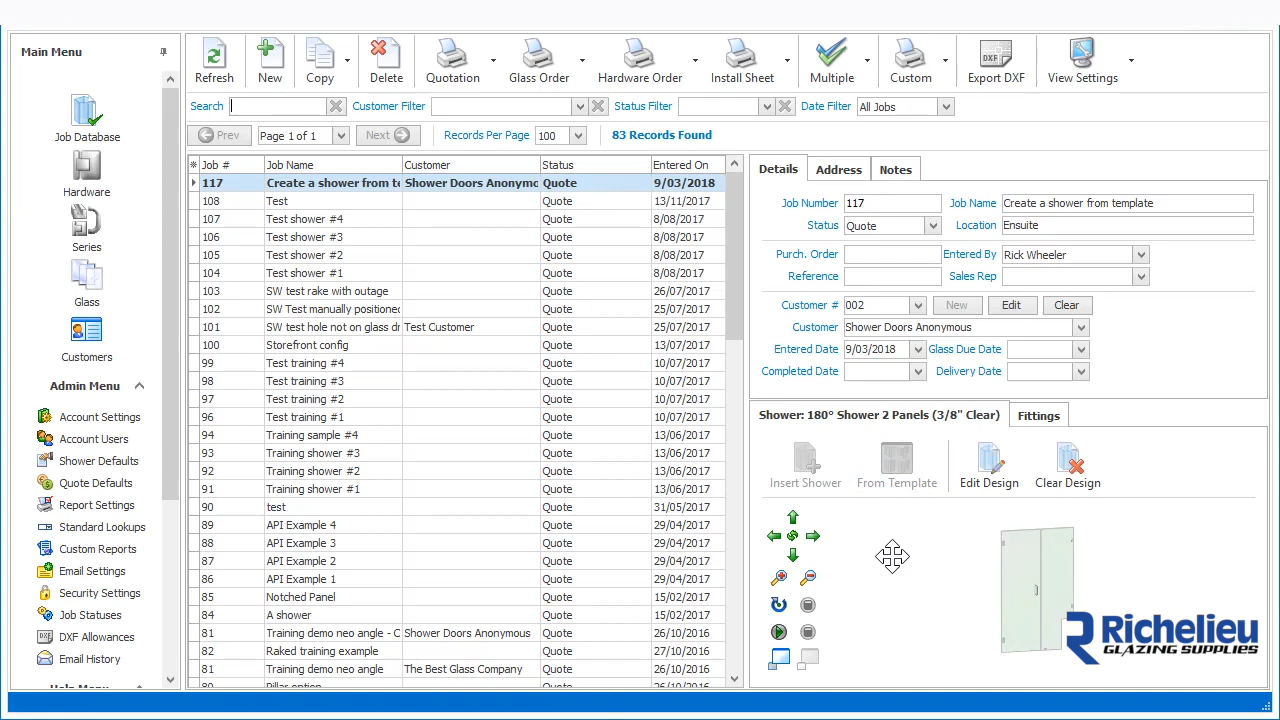 Main Menu
Job Database
Hardware
Series
Glass
Customers
Admin Menu
Account Settings
Account Users
Shower Defaults
Quote Defaults
Report Settings
Standard Lookups
Custom Reports
Email Settings
Security Settings
Job Statuses
DXF DXF Allowances
Email History
Help Menu
Refresh New Copy Delete Quotation Glass Order Hardware Order Install Sheet Multiple Custom DXF Export DXF View Settings
Search Customer Filter Status Filter Date Filter All Jobs
Prev Page 1 of 1 Next Records Per Page 100 83 Records Found
Job # Job Name Customer Status Entered On
117 Create a shower from te Shower Doors Anonymous Quote 9/03/2018
108 Test Quote 13/11/2017
107 Test shower #4 Quote 8/08/2017
106 Test shower #3 Quote 8/08/2017
105 Test shower #2 Quote 8/08/2017
104 Test shower #1 Quote 8/08/2017
103 SW test rake with outage Quote 26/07/2017
102 SW Test manually positioned Quote 25/07/2017
101 SW test hole not on glass dr Test Customer Quote 25/07/2017
100 Storefront config Quote 13/07/2017
99 Test training #4 Quote 10/07/2017
98 Test training #3 Quote 10/07/2017
97 Test training #2 Quote 10/07/2017
96 Test training #1 Quote 10/07/2017
94 Training sample #4 Quote 13/06/2017
93 Training shower #3 Quote 13/06/2017
92 Training shower #2 Quote 13/06/2017
91 Training shower #1 Quote 13/06/2017
90 test Quote 31/05/2017
89 API Example 4 Quote 29/04/2017
88 API Example 3 Quote 29/04/2017
87 API Example 2 Quote 29/04/2017
86 API Example 1 Quote 29/04/2017
85 Notched Panel Quote 15/02/2017
84 A shower Quote 15/02/2017
81 Training demo neo angle - C Shower Doors Anonymous Quote 26/10/2016
82 Raked training example Quote 27/10/2016
81 Training demo neo angle The Best Glass Company Quote 26/10/2016
80 Pillar option Quote 26/10/2016
Details Address Notes
Job Number 117 Job Name Create a shower from template
Status Quote Location Ensuite
Purch. Order Entered By Rick Wheeler
Reference Sales Rep
Customer # 002 New Edit Clear
Customer Shower Doors Anonymous
Entered Date 9/03/2018 Glass Due Date
Completed Date Delivery Date
Shower: 180° Shower 2 Panels (3/8" Clear) Fittings
Insert Shower From Template Edit Design Clear Design
Richelieu
GLAZING SUPPLIES